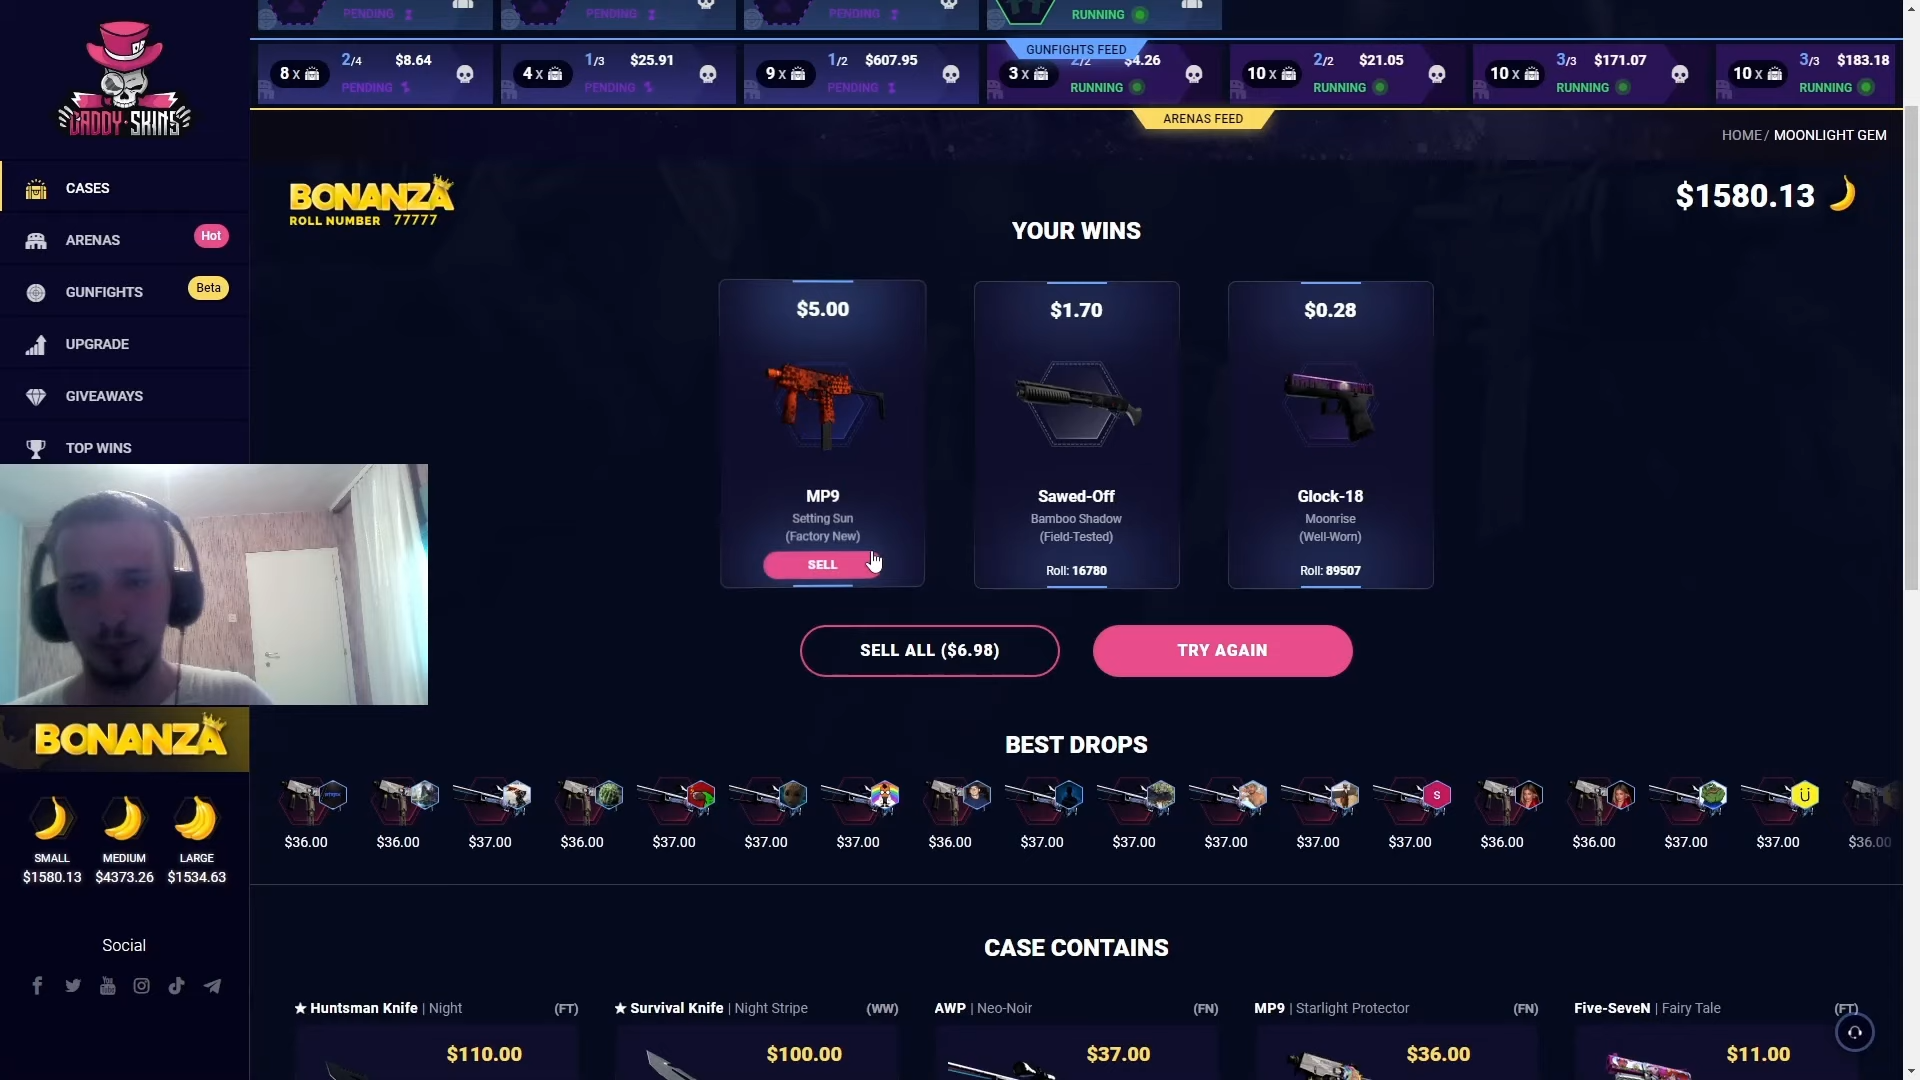 PENDING
PENDING
PENDING
RUNNING
GUNFIGHTS FEED
8 x
2/4
$8.64
PENDING
4 x
1/3
$25.91
PENDING
9 x
1/2
$607.95
PENDING
3 x
2/2
$4.26
RUNNING
10 x
2/2
$21.05
RUNNING
10 x
3/3
$171.07
RUNNING
10 x
3/3
$183.18
RUNNING
ARENAS FEED
DADDY SKINS
HOME / MOONLIGHT GEM
CASES
ARENAS
Hot
GUNFIGHTS
Beta
UPGRADE
GIVEAWAYS
TOP WINS
BONANZA
ROLL NUMBER 77777
$1580.13
YOUR WINS
$5.00
MP9
Setting Sun
(Factory New)
SELL
$1.70
Sawed-Off
Bamboo Shadow
(Field-Tested)
Roll: 16780
$0.28
Glock-18
Moonrise
(Well-Worn)
Roll: 89507
SELL ALL ($6.98)
TRY AGAIN
BONANZA
SMALL
$1580.13
MEDIUM
$4373.26
LARGE
$1534.63
Social
BEST DROPS
$36.00
$36.00
$37.00
$36.00
$37.00
$37.00
$37.00
$36.00
$37.00
$37.00
$37.00
$37.00
S
$37.00
$36.00
$36.00
$37.00
$37.00
$36.00
CASE CONTAINS
★ Huntsman Knife | Night (FT)
$110.00
★ Survival Knife | Night Stripe (WW)
$100.00
AWP | Neo-Noir (FN)
$37.00
MP9 | Starlight Protector (FN)
$36.00
Five-SeveN | Fairy Tale (FT)
$11.00